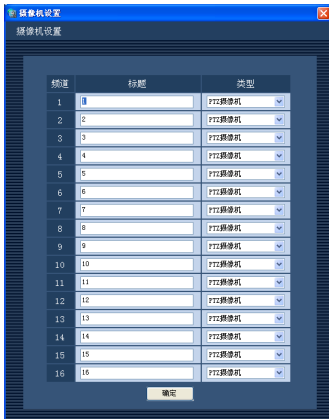 摄像机设置
摄像机设置
频道 标题 类型
1 1 PTZ摄像机
2 2 PTZ摄像机
3 3 PTZ摄像机
4 4 PTZ摄像机
5 5 PTZ摄像机
6 6 PTZ摄像机
7 7 PTZ摄像机
8 8 PTZ摄像机
9 9 PTZ摄像机
10 10 PTZ摄像机
11 11 PTZ摄像机
12 12 PTZ摄像机
13 13 PTZ摄像机
14 14 PTZ摄像机
15 15 PTZ摄像机
16 16 PTZ摄像机
确定